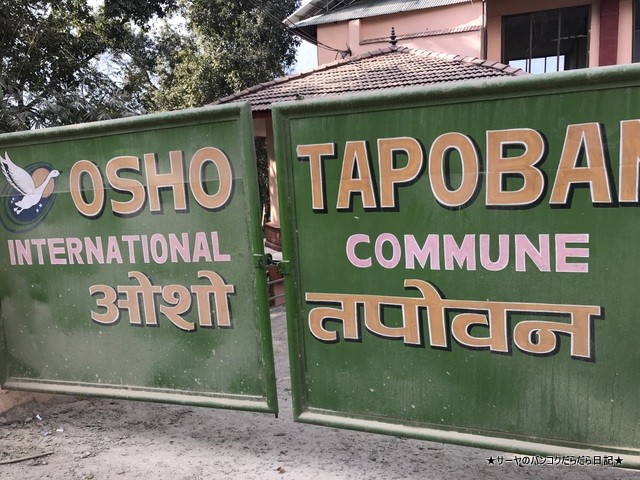 OSHO TAPOBAN
INTERNATIONAL COMMUNE
ओशो तपोवन
★サーヤのバンコクだらだら日記★